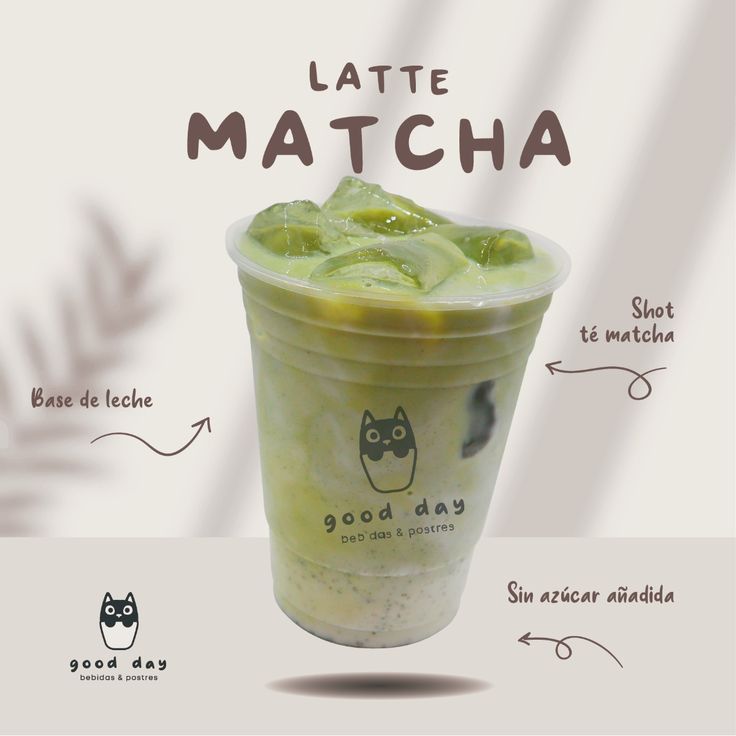 LATTE
MATCHA
Shot
té matcha
Base de leche
good day
beb das & postres
Sin azúcar añadida
good day
bebidas & postres